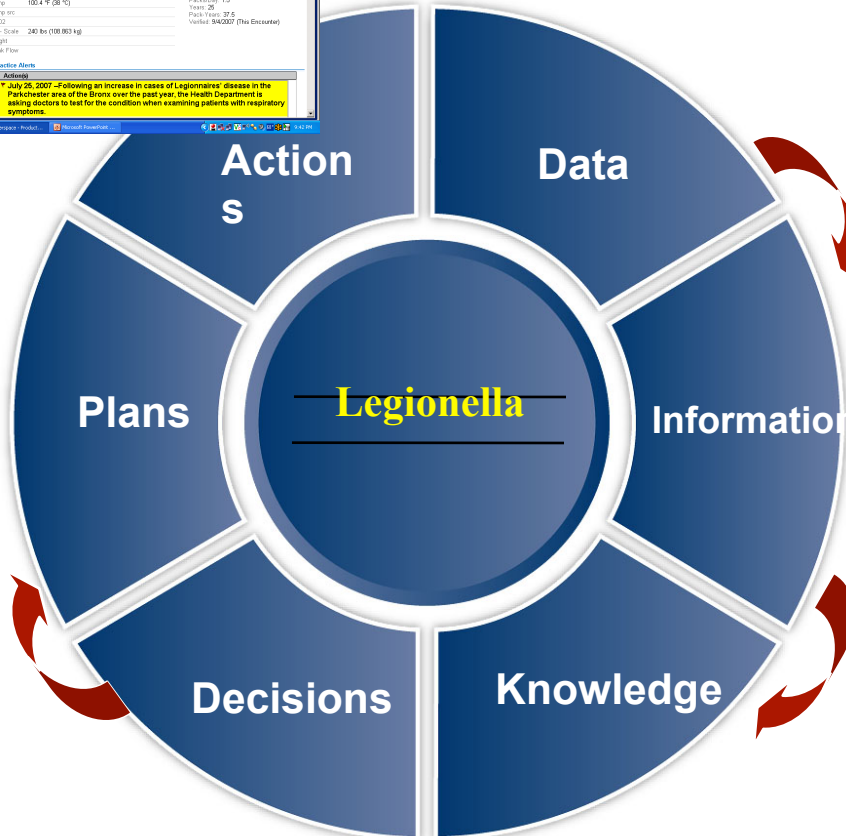 100.4 °F (38 °C)
Years: 25
Pack-Years: 37.5
Verified: 9/4/2007 (This Encounter)
Scale 240 lbs (108.863 kg)
Flow
Alerts
Action(s)
July 25, 2007 –Following an increase in cases of Legionnaires' disease in the
Parkchester area of the Bronx over the past year, the Health Department is
asking doctors to test for the condition when examining patients with respiratory
symptoms.
Microsoft PowerPoint ...
9:42 PM
Action
s
Data
Plans
Legionella
Information
Decisions
Knowledge